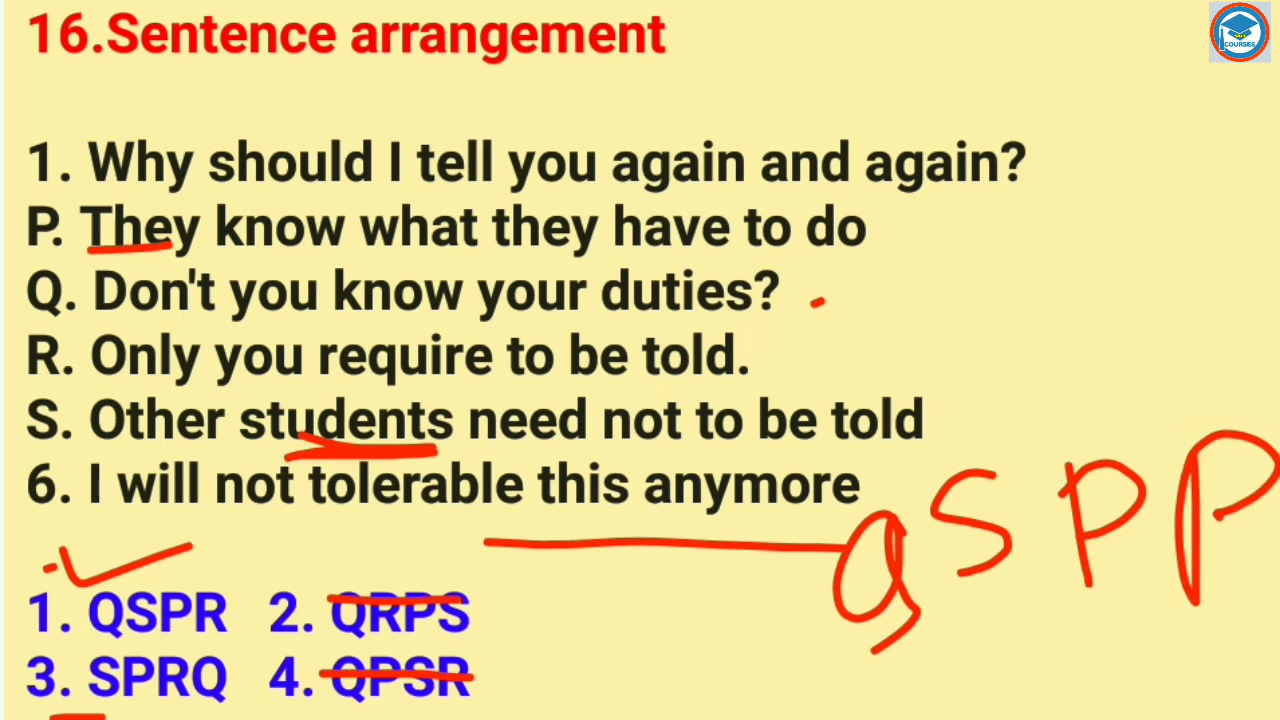 16.Sentence arrangement
COURSES
1. Why should I tell you again and again?
P. They know what they have to do
Q. Don't you know your duties?
R. Only you require to be told.
S. Other students need not to be told
6. I will not tolerable this anymore
QSPP
1. QSPR 2. QRPS
3. SPRQ 4. QPSR